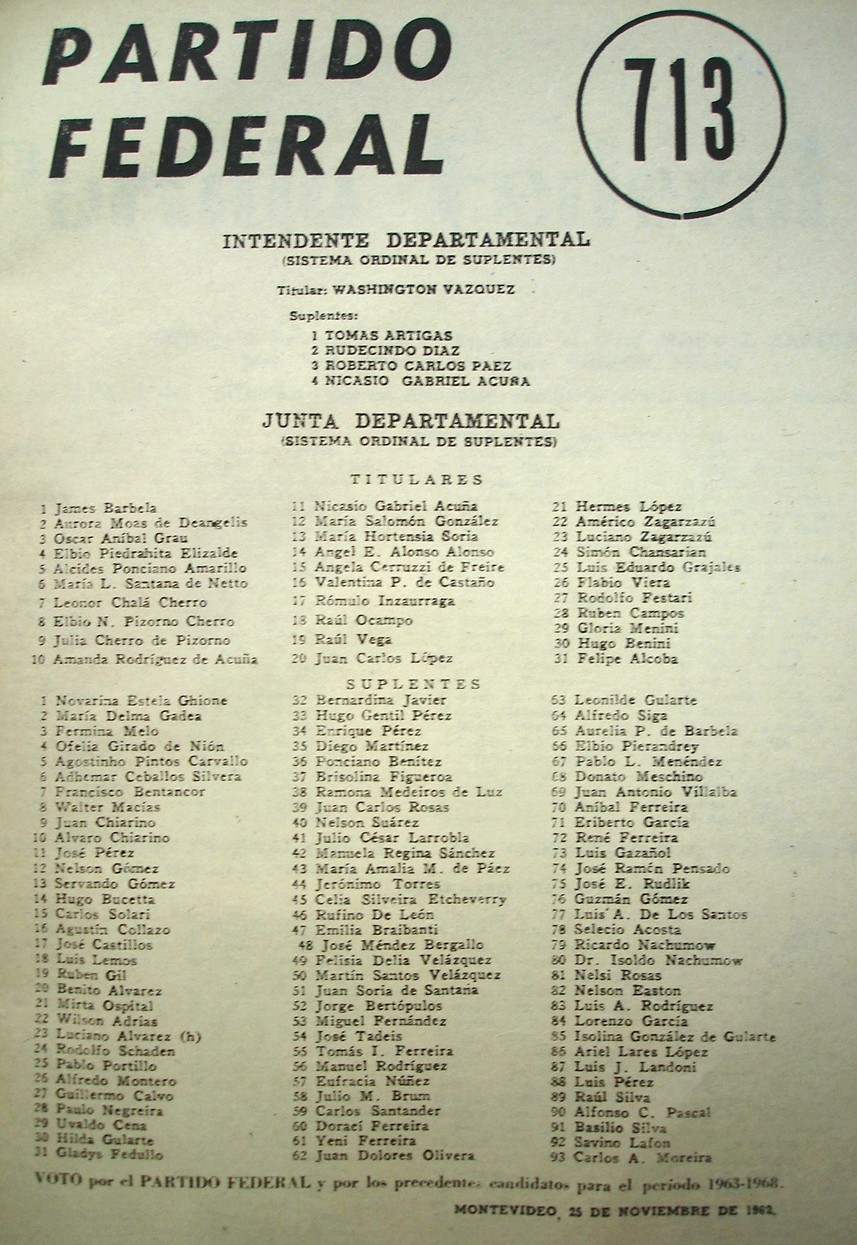 PARTIDO
FEDERAL
713
INTENDENTE DEPARTAMENTAL
(SISTEMA ORDINAL DE SUPLENTES)
Titular: WASHINGTON VAZQUEZ
Suplentes:
1 TOMAS ARTIGAS
2 RUDECINDO DIAZ
3 ROBERTO CARLOS PAEZ
4 NICASIO GABRIEL ACUÑA
JUNTA DEPARTAMENTAL
(SISTEMA ORDINAL DE SUPLENTES)
TITULARES
1 James Barbela
2 Aurora Moas de Deangelis
3 Oscar Aníbal Grau
4 Elbio Piedrahita Elizalde
5 Alcides Ponciano Amarillo
6 María L. Santana de Netto
7 Leonor Chalá Cherro
8 Elbio N. Pizorno Cherro
9 Julia Cherro de Pizorno
10 Amanda Rodríguez de Acuña
11 Nicasio Gabriel Acuña
12 María Salomón González
13 María Hortensia Soria
14 Angel E. Alonso Alonso
15 Angela Cerruzzi de Freire
16 Valentina P. de Castaño
17 Rómulo Inzaurraga
18 Raúl Ocampo
19 Raúl Vega
20 Juan Carlos López
21 Hermes López
22 Américo Zagarzazú
23 Luciano Zagarzazú
24 Simón Chansarian
25 Luis Eduardo Grajales
26 Flabio Viera
27 Rodolfo Festari
28 Ruben Campos
29 Gloria Menini
30 Hugo Benini
31 Felipe Alcoba
SUPLENTES
1 Novarina Estela Ghione
2 María Delma Gadea
3 Fermina Melo
4 Ofelia Girado de Nión
5 Agostinho Pintos Carvallo
6 Adhemar Ceballos Silvera
7 Francisco Bentancor
8 Walter Macías
9 Juan Chiarino
10 Alvaro Chiarino
11 José Pérez
12 Nelson Gómez
13 Servando Gómez
14 Hugo Bucetta
15 Carlos Solari
16 Agustín Collazo
17 José Castillos
18 Luis Lemos
19 Ruben Gil
20 Benito Alvarez
21 Mirta Ospital
22 Wilson Adrias
23 Luciano Alvarez (h)
24 Rodolfo Schaden
25 Pablo Portillo
26 Alfredo Montero
27 Guillermo Calvo
28 Paulo Negreira
29 Uvaldo Cena
30 Hilda Gularte
31 Gladys Fedullo
32 Bernardina Javier
33 Hugo Gentil Pérez
34 Enrique Pérez
35 Diego Martínez
36 Ponciano Benítez
37 Brisolina Figueroa
38 Ramona Medeiros de Luz
39 Juan Carlos Rosas
40 Nelson Suárez
41 Julio César Larrobla
42 Manuela Regina Sánchez
43 María Amalia M. de Páez
44 Jerónimo Torres
45 Celia Silveira Etcheverry
46 Rufino De León
47 Emilia Braibanti
48 José Méndez Bergallo
49 Felisia Delia Velázquez
50 Martín Santos Velázquez
51 Juan Soria de Santana
52 Jorge Bertópulos
53 Miguel Fernández
54 José Tadeis
55 Tomás I. Ferreira
56 Manuel Rodríguez
57 Eufracia Núñez
58 Julio M. Brum
59 Carlos Santander
60 Doraci Ferreira
61 Yeni Ferreira
62 Juan Dolores Olivera
63 Leonilde Gularte
64 Alfredo Siga
65 Aurelia P. de Barbela
66 Elbio Pierandrey
67 Pablo L. Menéndez
68 Donato Meschino
69 Juan Antonio Villalba
70 Aníbal Ferreira
71 Eriberto García
72 René Ferreira
73 Luis Gazañol
74 José Ramón Pensado
75 José E. Rudlik
76 Guzmán Gómez
77 Luis A. De Los Santos
78 Selecio Acosta
79 Ricardo Nachumow
80 Dr. Isoldo Nachumow
81 Nelsi Rosas
82 Nelson Easton
83 Luis A. Rodríguez
84 Lorenzo García
85 Isolina González de Gularte
86 Ariel Lares López
87 Luis J. Landoni
88 Luis Pérez
89 Raúl Silva
90 Alfonso C. Pascal
91 Basilio Silva
92 Savino Lafon
93 Carlos A. Moreira
VOTO por el PARTIDO FEDERAL y por los precedentes candidatos para el período 1963-1968.
MONTEVIDEO, 25 DE NOVIEMBRE DE 1962.